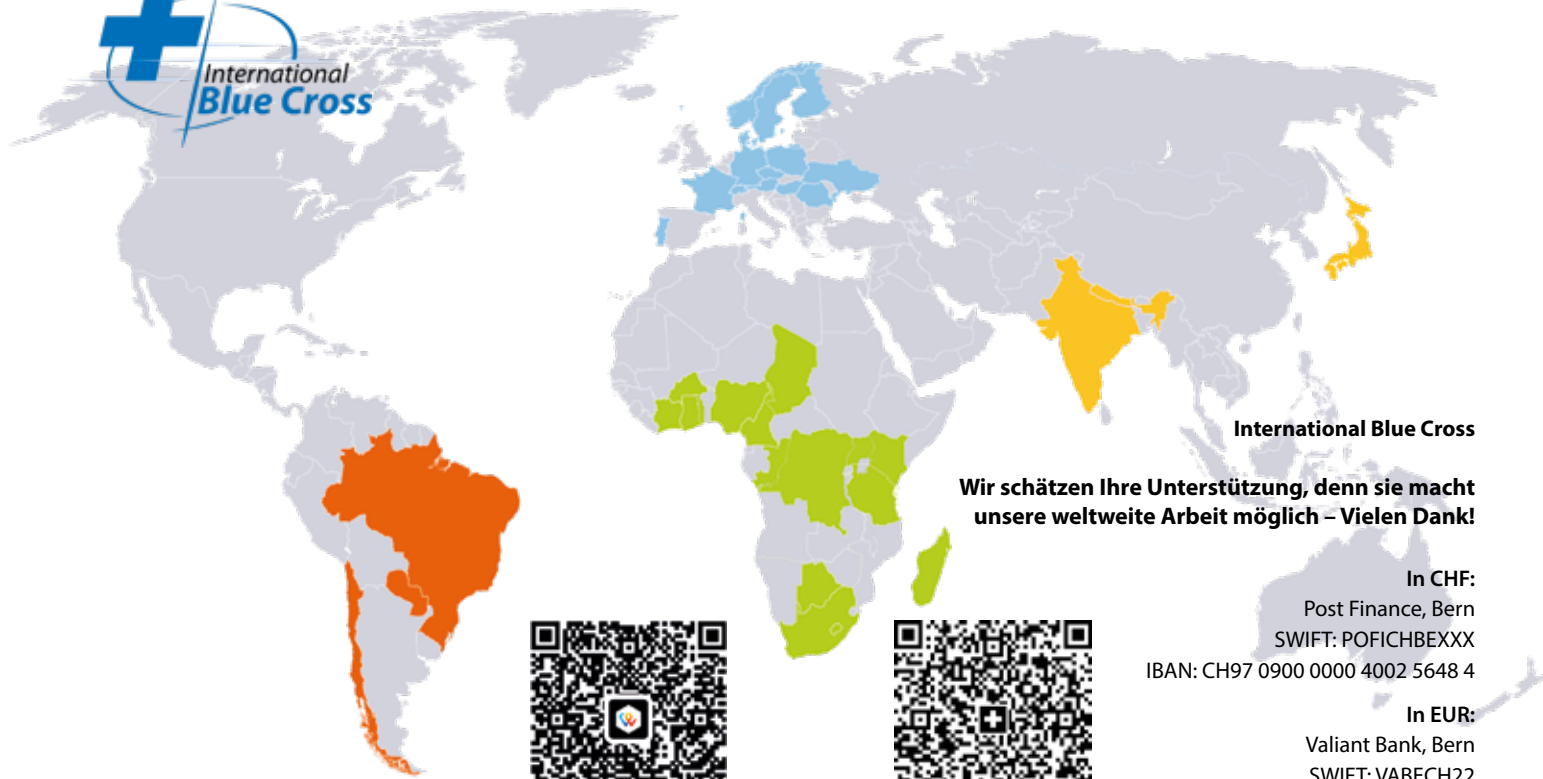 International
Blue Cross
International Blue Cross
Wir schätzen Ihre Unterstützung, denn sie macht
unsere weltweite Arbeit möglich – Vielen Dank!
In CHF:
Post Finance, Bern
SWIFT: POFICHBEXXX
IBAN: CH97 0900 0000 4002 5648 4
In EUR:
Valiant Bank, Bern
SWIFT: VABECH22